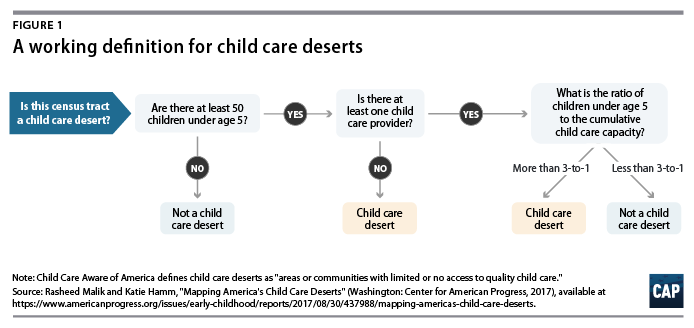 FIGURE 1
A working definition for child care deserts
Is this census tract
a child care desert?
Are there at least 50
children under age 5?
YES
Is there at
least one child
care provider?
YES
What is the ratio of
children under age 5
to the cumulative
child care capacity?
NO
NO
More than 3-to-1
Less than 3-to-1
Not a child
care desert
Child care
desert
Child care
desert
Not a child
care desert
Note: Child Care Aware of America defines child care deserts as "areas or communities with limited or no access to quality child care."
Source: Rasheed Malik and Katie Hamm, "Mapping America's Child Care Deserts" (Washington: Center for American Progress, 2017), available at
https://www.americanprogress.org/issues/early-childhood/reports/2017/08/30/437988/mapping-americas-child-care-deserts.
CAP